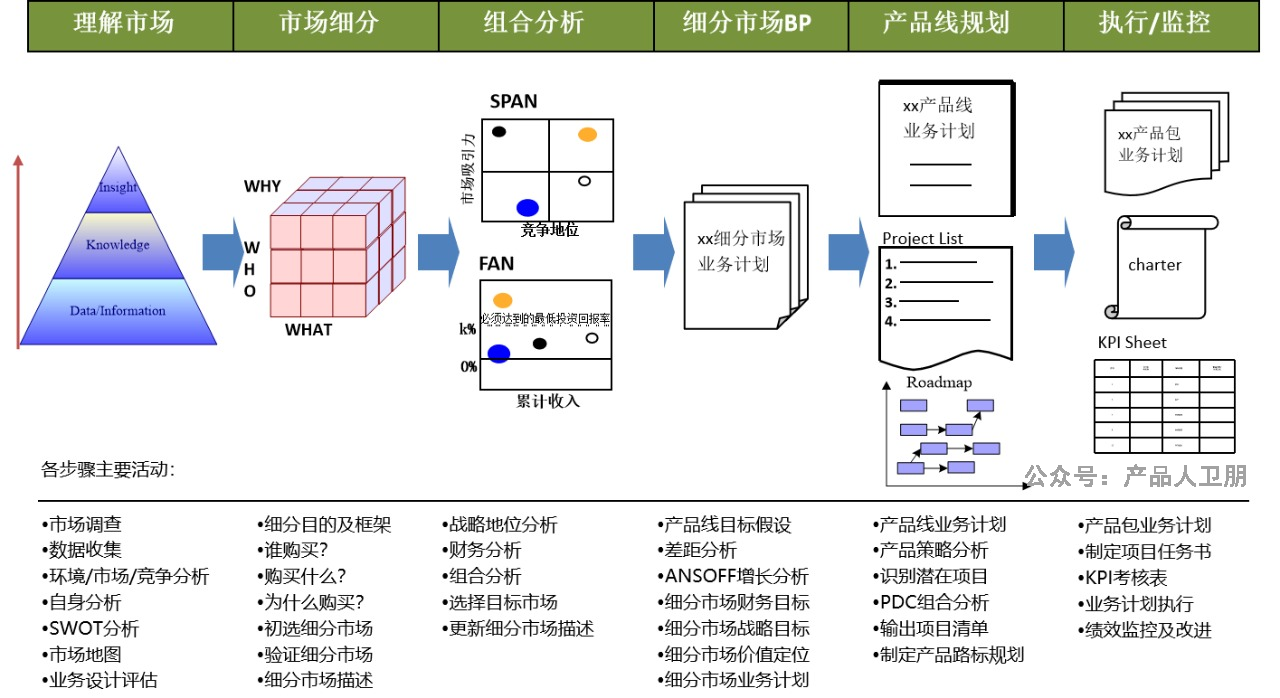 理解市场
市场细分
组合分析
细分市场BP
产品线规划
执行/监控
Insight
Knowledge
Data/Information
WHY
W
H
O
WHAT
SPAN
市场吸引力
竞争地位
FAN
必须达到的最低投资回报率
k%
0%
累计收入
xx细分市场
业务计划
xx产品线
业务计划
Project List
1.
2.
3.
4.
Roadmap
xx产品包
业务计划
charter
KPI Sheet
公众号：产品人卫朋
各步骤主要活动：
•市场调查
•数据收集
•环境/市场/竞争分析
•自身分析
•SWOT分析
•市场地图
•业务设计评估
•细分目的及框架
•谁购买?
•购买什么?
•为什么购买?
•初选细分市场
•验证细分市场
•细分市场描述
•战略地位分析
•财务分析
•组合分析
•选择目标市场
•更新细分市场描述
•产品线目标假设
•差距分析
•ANSOFF增长分析
•细分市场财务目标
•细分市场战略目标
•细分市场价值定位
•细分市场业务计划
•产品线业务计划
•产品策略分析
•识别潜在项目
•PDC组合分析
•输出项目清单
•制定产品路标规划
•产品包业务计划
•制定项目任务书
•KPI考核表
•业务计划执行
•绩效监控及改进